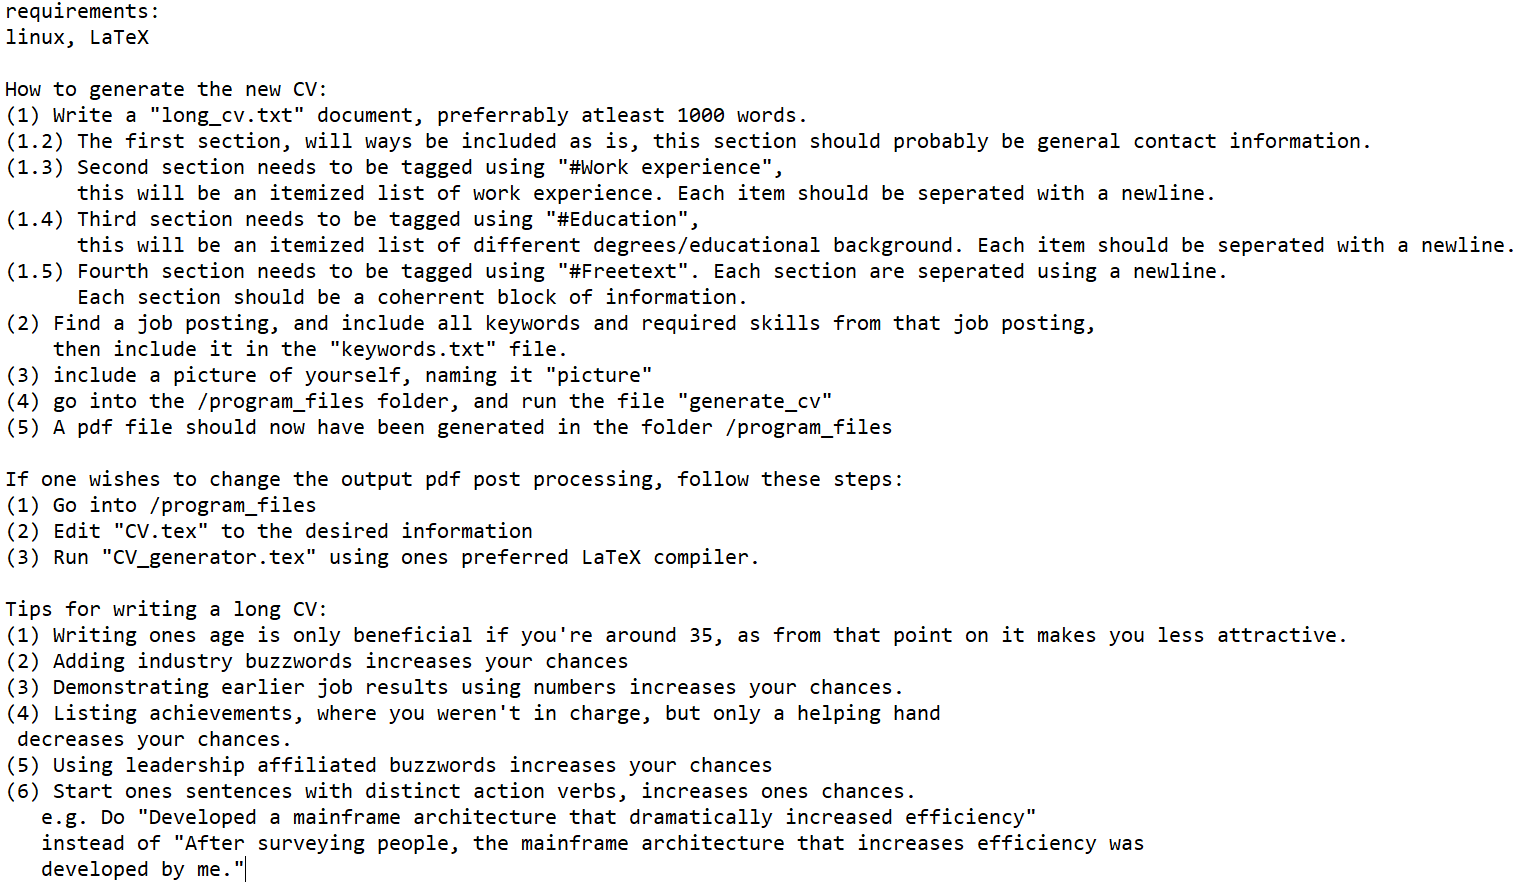 requirements:
linux, LaTeX
How to generate the new CV:
(1) Write a "long_cv.txt" document, preferrably atleast 1000 words.
(1.2) The first section, will ways be included as is, this section should probably be general contact information.
(1.3) Second section needs to be tagged using "#Work experience",
this will be an itemized list of work experience. Each item should be seperated with a newline.
(1.4) Third section needs to be tagged using "#Education",
this will be an itemized list of different degrees/educational background. Each item should be seperated with a newline.
(1.5) Fourth section needs to be tagged using "#Freetext". Each section are seperated using a newline.
Each section should be a coherrent block of information.
(2) Find a job posting, and include all keywords and required skills from that job posting,
then include it in the "keywords.txt" file.
(3) include a picture of yourself, naming it "picture"
(4) go into the /program_files folder, and run the file "generate_cv"
(5) A pdf file should now have been generated in the folder /program_files
If one wishes to change the output pdf post processing, follow these steps:
(1) Go into /program_files
(2) Edit "CV.tex" to the desired information
(3) Run "CV_generator.tex" using ones preferred LaTeX compiler.
Tips for writing a long CV:
(1) Writing ones age is only beneficial if you're around 35, as from that point on it makes you less attractive.
(2) Adding industry buzzwords increases your chances
(3) Demonstrating earlier job results using numbers increases your chances.
(4) Listing achievements, where you weren't in charge, but only a helping hand
decreases your chances.
(5) Using leadership affiliated buzzwords increases your chances
(6) Start ones sentences with distinct action verbs, increases ones chances.
e.g. Do "Developed a mainframe architecture that dramatically increased efficiency"
instead of "After surveying people, the mainframe architecture that increases efficiency was
developed by me."